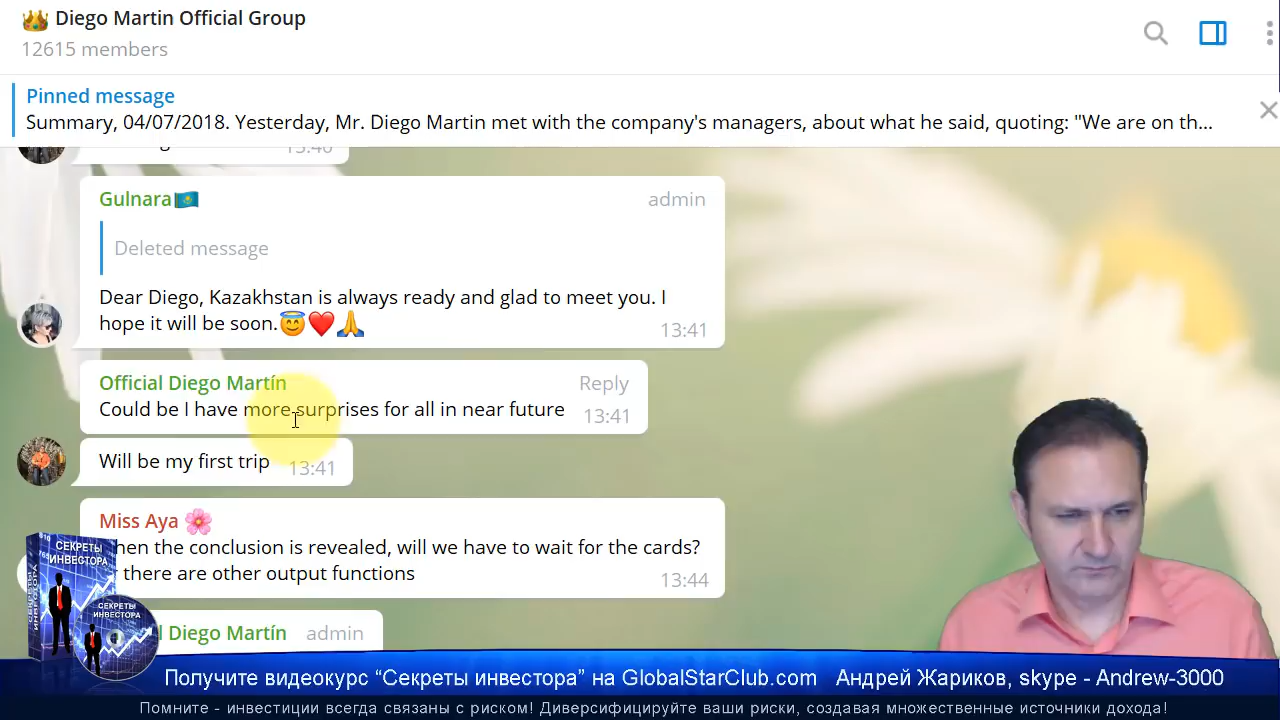 👑 Diego Martin Official Group
12615 members
Pinned message
Summary, 04/07/2018. Yesterday, Mr. Diego Martin met with the company's managers, about what he said, quoting: "We are on th...
13:40
Gulnara🇰🇿 admin
Deleted message
Dear Diego, Kazakhstan is always ready and glad to meet you. I
hope it will be soon.😇❤️🙏 13:41
Official Diego Martín Reply
Could be I have more surprises for all in near future 13:41
Will be my first trip 13:41
Miss Aya 🌸
hen the conclusion is revealed, will we have to wait for the cards?
there are other output functions 13:44
l Diego Martín admin
СЕКРЕТЫ
ИНВЕСТОРА
СЕКРЕТЫ
ИНВЕСТОРА
Получите видеокурс “Секреты инвестора” на GlobalStarClub.com Андрей Жариков, skype - Andrew-3000
Помните - инвестиции всегда связаны с риском! Диверсифицируйте ваши риски, создавая множественные источники дохода!